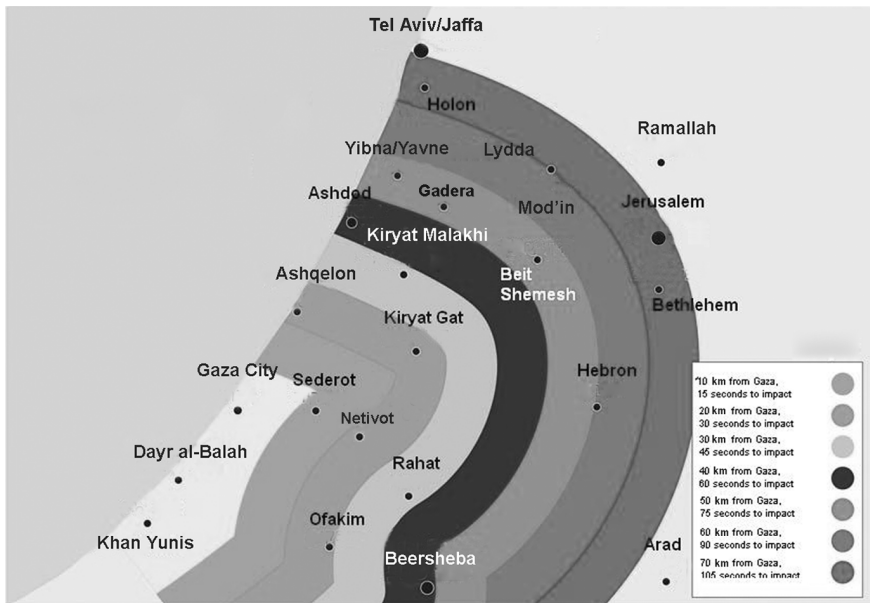 Tel Aviv/Jaffa
Holon
Ramallah
Yibna/Yavne
Lydda
Ashdod
Gadera
Mod'in
Jerusalem
Kiryat Malakhi
Ashqelon
Beit
Shemesh
Bethlehem
Kiryat Gat
Gaza City
Sederot
Hebron
Netivot
Dayr al-Balah
Rahat
Ofakim
Khan Yunis
Beersheba
Arad
10 km from Gaza,
15 seconds to impact
20 km from Gaza,
30 seconds to impact
30 km from Gaza,
45 seconds to impact
40 km from Gaza,
60 seconds to impact
50 km from Gaza,
75 seconds to impact
60 km from Gaza,
90 seconds to impact
70 km from Gaza,
105 seconds to impact